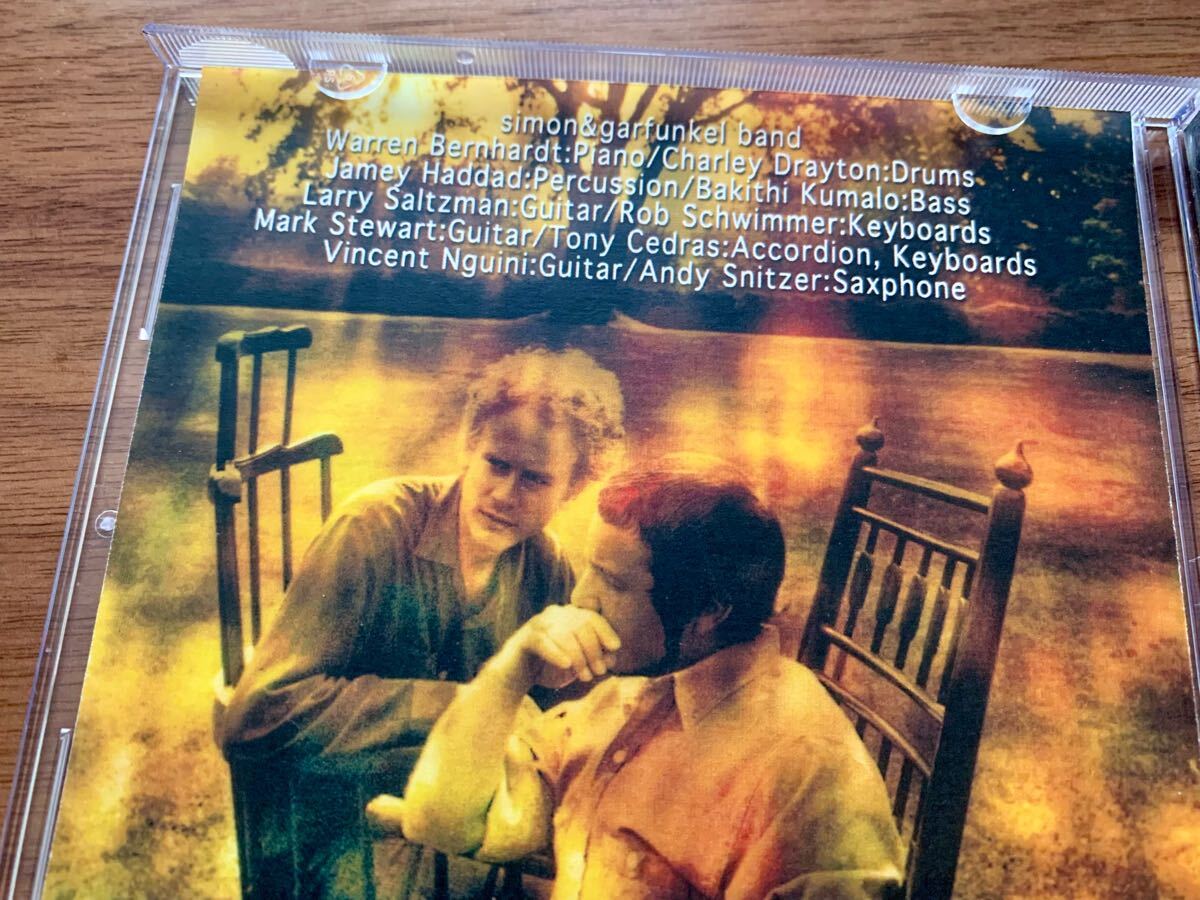 simon&garfunkel band
Warren Bernhardt:Piano/Charley Drayton:Drums
Jamey Haddad:Percussion/Bakithi Kumalo:Bass
Larry Saltzman:Guitar/Rob Schwimmer:Keyboards
Mark Stewart:Guitar/Tony Cedras:Accordion, Keyboards
Vincent Nguini:Guitar/Andy Snitzer:Saxphone